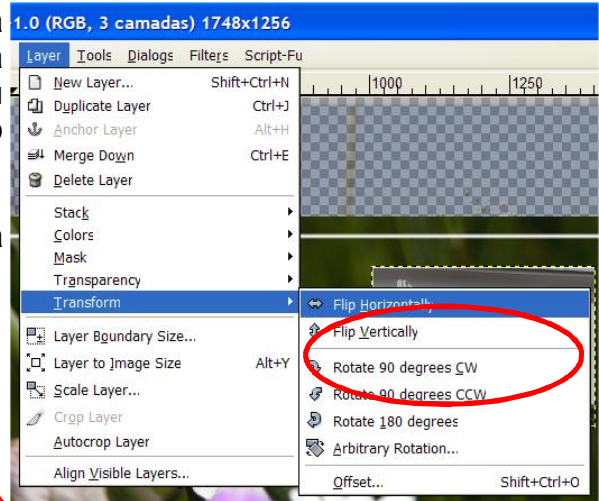 1.0 (RGB, 3 camadas) 1748x1256
Layer Tools Dialogs Filters Script-Fu
1000 1250
New Layer... Shift+Ctrl+N
Duplicate Layer Ctrl+J
Anchor Layer Alt+H
Merge Down Ctrl+E
Delete Layer
Stack
Colors
Mask
Transparency
Transform
Layer Boundary Size...
Layer to Image Size Alt+Y
Scale Layer...
Crop Layer
Autocrop Layer
Align Visible Layers...
Flip Horizontally
Flip Vertically
Rotate 90 degrees CW
Rotate 90 degrees CCW
Rotate 180 degrees
Arbitrary Rotation...
Offset... Shift+Ctrl+O